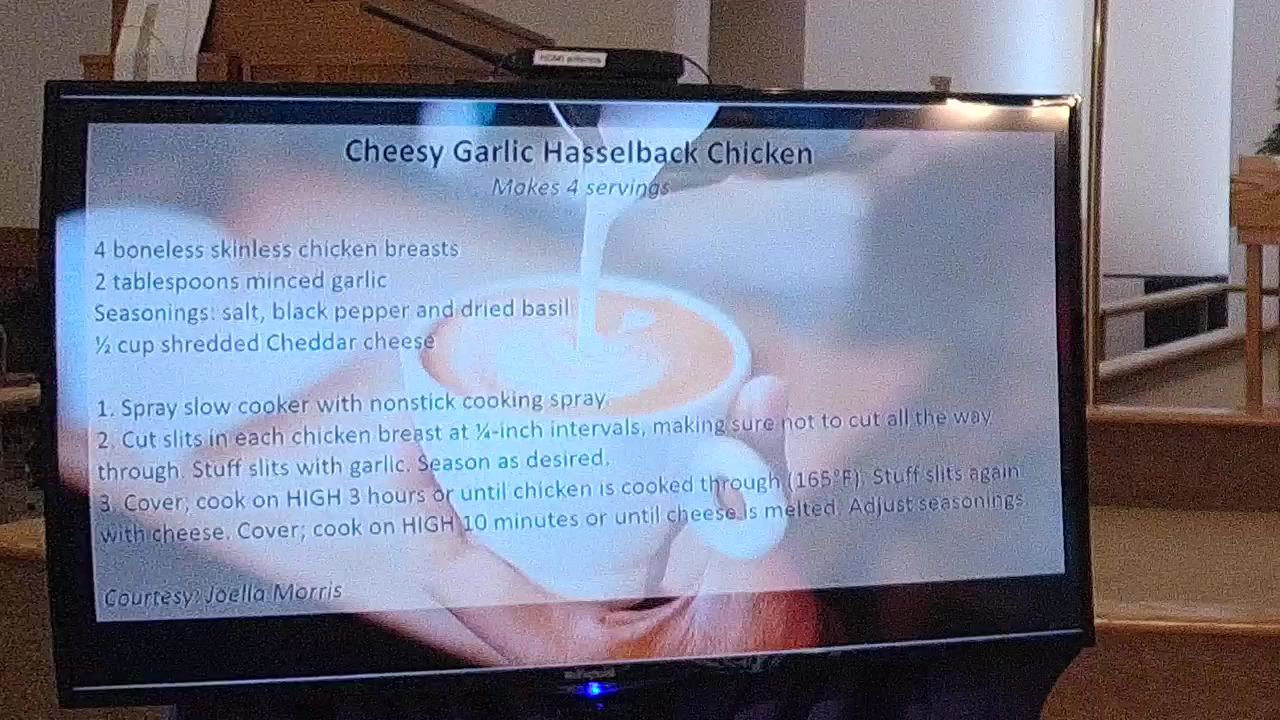 Cheesy Garlic Hasselback Chicken
Makes 4 servings
4 boneless skinless chicken breasts
2 tablespoons minced garlic
Seasonings: salt, black pepper and dried basil
½ cup shredded Cheddar cheese
1. Spray slow cooker with nonstick cooking spray.
2. Cut slits in each chicken breast at ¼-inch intervals, making sure not to cut all the way
through. Stuff slits with garlic. Season as desired.
3. Cover; cook on HIGH 3 hours or until chicken is cooked through (165°F). Stuff slits again
with cheese. Cover; cook on HIGH 10 minutes or until cheese is melted. Adjust seasonings.
Courtesy: Joella Morris